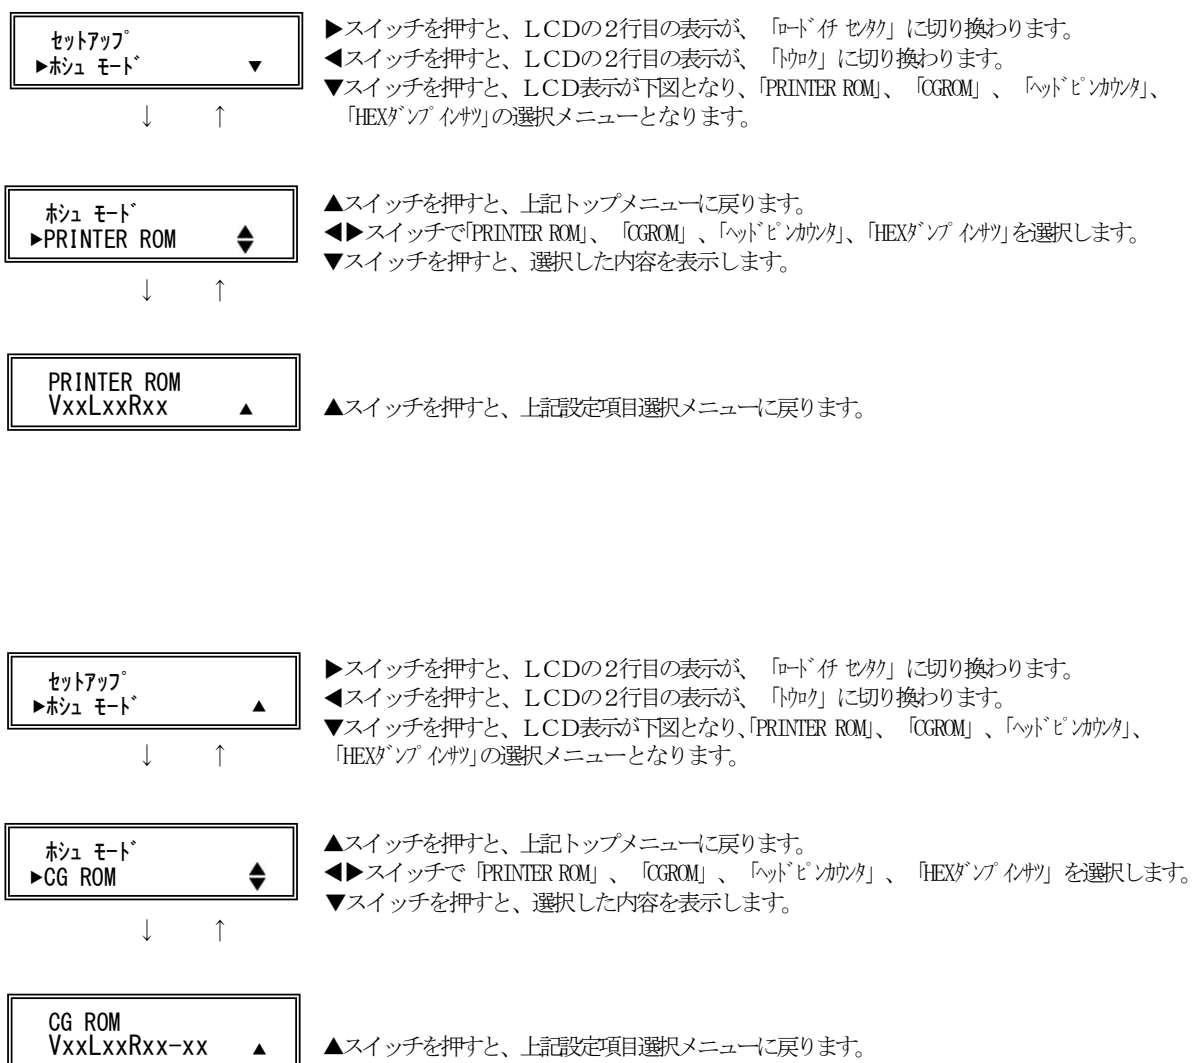 ｾｯﾄｱｯﾌﾟ
▶ﾎｼｭ ﾓｰﾄﾞ ▼
▶スイッチを押すと、ＬＣＤの２行目の表示が、「ﾛｰﾄﾞｲﾁ ｾﾝﾀｸ」に切り換わります。
◀スイッチを押すと、ＬＣＤの２行目の表示が、「ﾄｳﾛｸ」に切り換わります。
▼スイッチを押すと、ＬＣＤ表示が下図となり、「PRINTER ROM」、「CGROM」、「ﾍｯﾄﾞﾋﾟﾝｶｳﾝﾀ」、
「HEXﾀﾞﾝﾌﾟ ｲﾝｻﾂ」の選択メニューとなります。
↓ ↑
ﾎｼｭ ﾓｰﾄﾞ
▶PRINTER ROM ◆
▲スイッチを押すと、上記トップメニューに戻ります。
◀▶スイッチで「PRINTER ROM」、「CGROM」、「ﾍｯﾄﾞﾋﾟﾝｶｳﾝﾀ」、「HEXﾀﾞﾝﾌﾟ ｲﾝｻﾂ」を選択します。
▼スイッチを押すと、選択した内容を表示します。
↓ ↑
PRINTER ROM
VxxLxxRxx ▲
▲スイッチを押すと、上記設定項目選択メニューに戻ります。
ｾｯﾄｱｯﾌﾟ
▶ﾎｼｭ ﾓｰﾄﾞ ▲
▶スイッチを押すと、ＬＣＤの２行目の表示が、「ﾛｰﾄﾞｲﾁ ｾﾝﾀｸ」に切り換わります。
◀スイッチを押すと、ＬＣＤの２行目の表示が、「ﾄｳﾛｸ」に切り換わります。
▼スイッチを押すと、ＬＣＤ表示が下図となり、「PRINTER ROM」、「CGROM」、「ﾍｯﾄﾞﾋﾟﾝｶｳﾝﾀ」、
「HEXﾀﾞﾝﾌﾟ ｲﾝｻﾂ」の選択メニューとなります。
↓ ↑
ﾎｼｭ ﾓｰﾄﾞ
▶CG ROM ◆
▲スイッチを押すと、上記トップメニューに戻ります。
◀▶スイッチで「PRINTER ROM」、「CGROM」、「ﾍｯﾄﾞﾋﾟﾝｶｳﾝﾀ」、「HEXﾀﾞﾝﾌﾟ ｲﾝｻﾂ」を選択します。
▼スイッチを押すと、選択した内容を表示します。
↓ ↑
CG ROM
VxxLxxRxx-xx ▲
▲スイッチを押すと、上記設定項目選択メニューに戻ります。